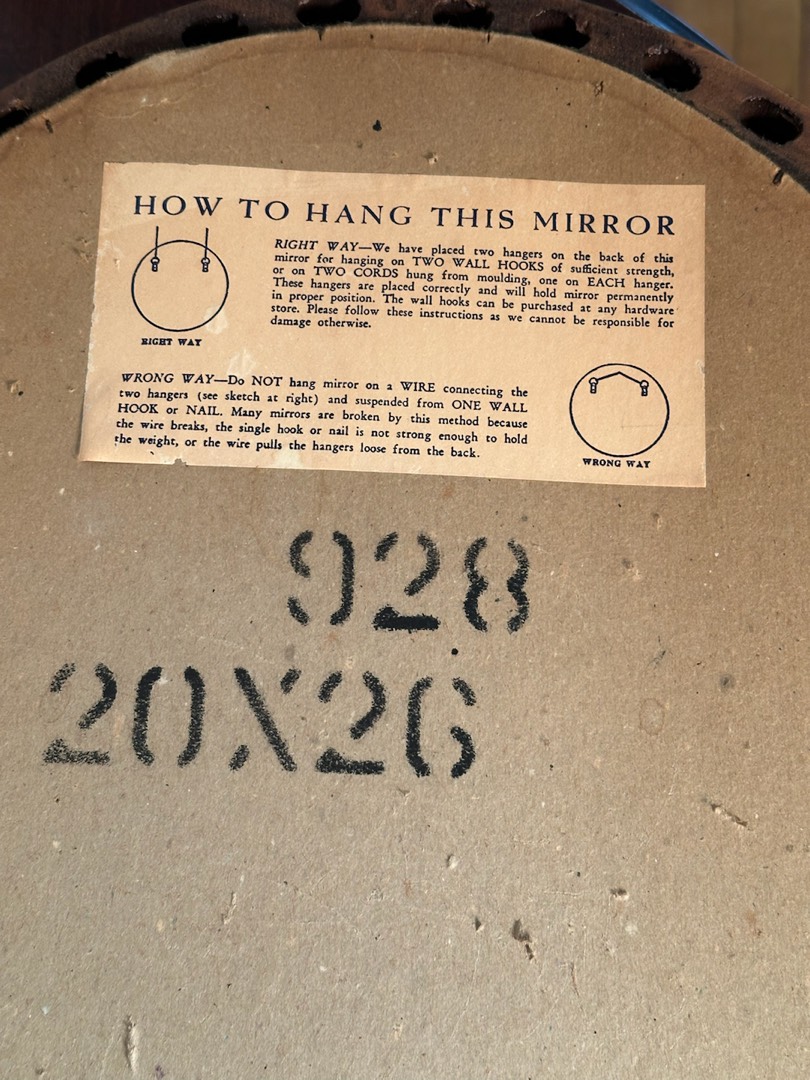 HOW TO HANG THIS MIRROR
RIGHT WAY—We have placed two hangers on the back of this
mirror for hanging on TWO WALL HOOKS of sufficient strength,
or on TWO CORDS hung from moulding, one on EACH hanger.
These hangers are placed correctly and will hold mirror permanently
in proper position. The wall hooks can be purchased at any hardware
store. Please follow these instructions as we cannot be responsible for
damage otherwise.
RIGHT WAY
WRONG WAY—Do NOT hang mirror on a WIRE connecting the
two hangers (see sketch at right) and suspended from ONE WALL
HOOK or NAIL. Many mirrors are broken by this method because
the wire breaks, the single hook or nail is not strong enough to hold
the weight, or the wire pulls the hangers loose from the back.
WRONG WAY
928
20X26